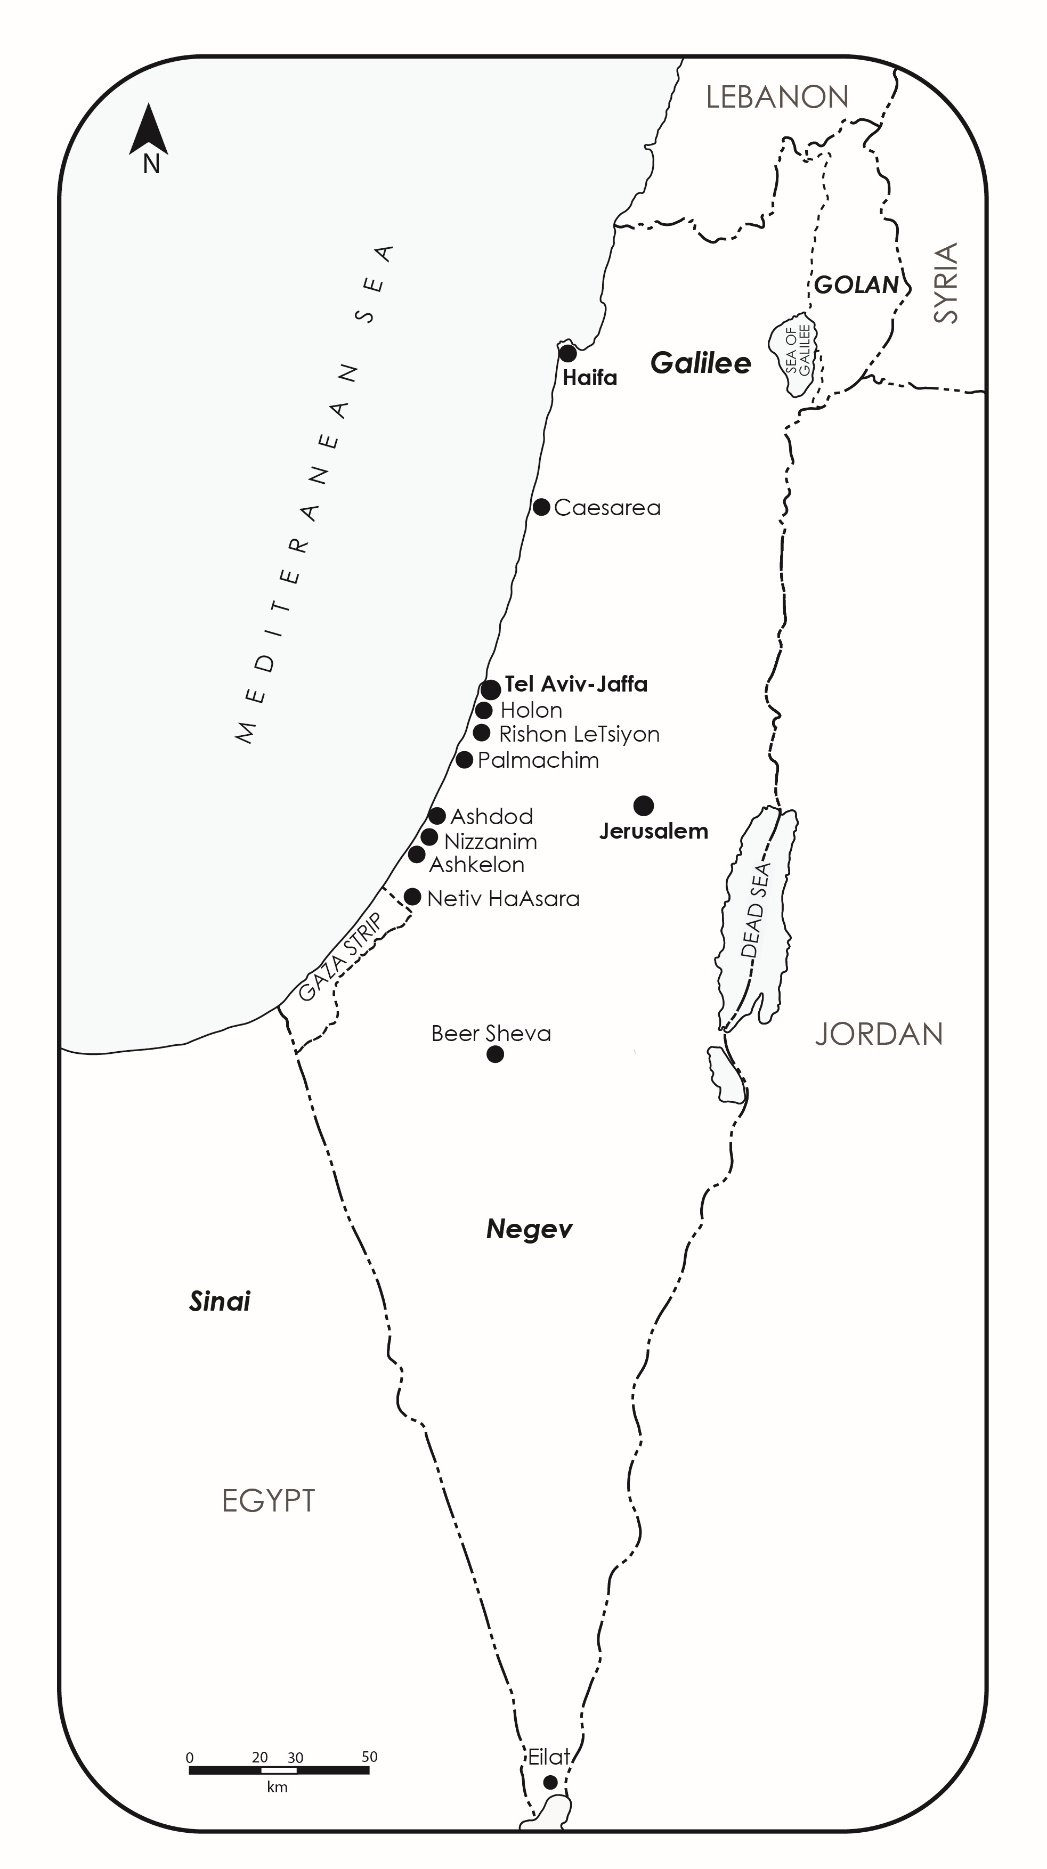 LEBANON
N
MEDITERANEAN SEA
SYRIA
GOLAN
SEA OF
GALILEE
Galilee
Haifa
Caesarea
Tel Aviv-Jaffa
Holon
Rishon LeTsiyon
Palmachim
Ashdod
Jerusalem
Nizzanim
Ashkelon
Netiv HaAsara
DEAD SEA
GAZA STRIP
Beer Sheva
JORDAN
Negev
Sinai
EGYPT
Eilat
0 20 30 50
km